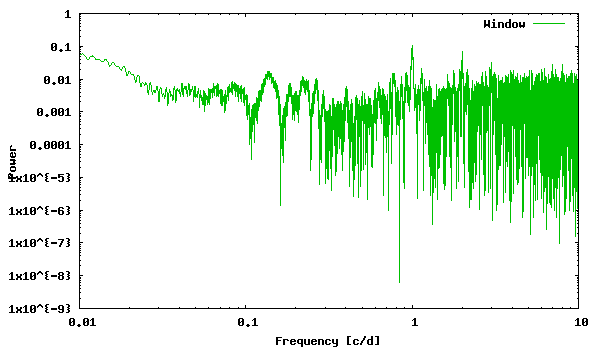 1
0.1
0.01
0.001
0.0001
1x10^{-5}
1x10^{-6}
1x10^{-7}
1x10^{-8}
1x10^{-9}
Power
Window
0.01
0.1
1
10
Frequency [c/d]